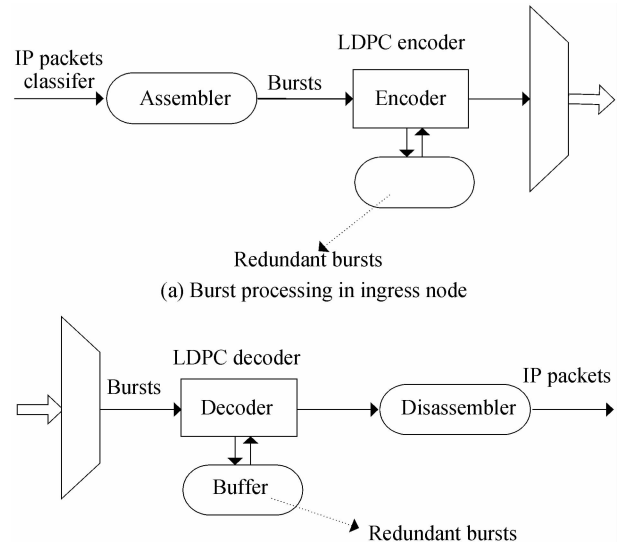 LDPC encoder
IP packets
classifer
Assembler
Bursts
Encoder
Redundant bursts
(a) Burst processing in ingress node
LDPC decoder
Bursts
Decoder
Disassembler
IP packets
Buffer
Redundant bursts